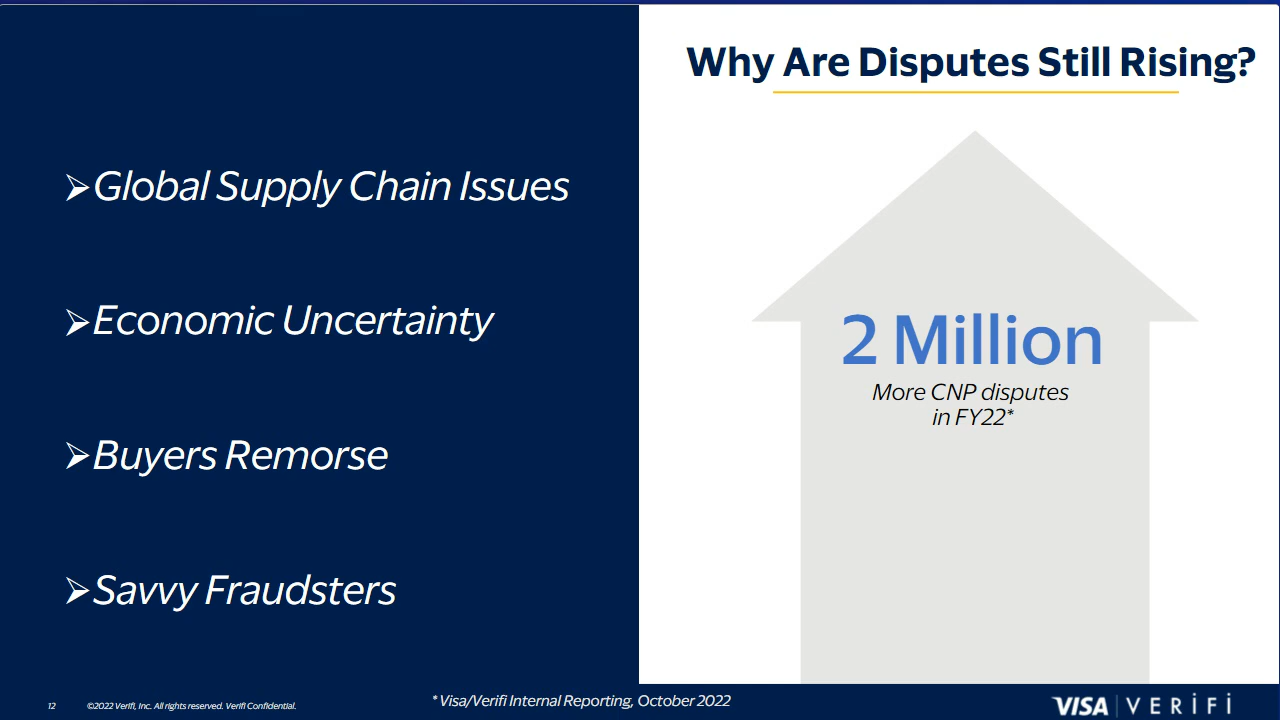 Why Are Disputes Still Rising?
➢Global Supply Chain Issues
➢Economic Uncertainty
➢Buyers Remorse
➢Savvy Fraudsters
2 Million
More CNP disputes
in FY22*
12 ©2022 Verifi, Inc. All rights reserved. Verifi Confidential.
* Visa/Verifi Internal Reporting, October 2022
VISA | VERIFI